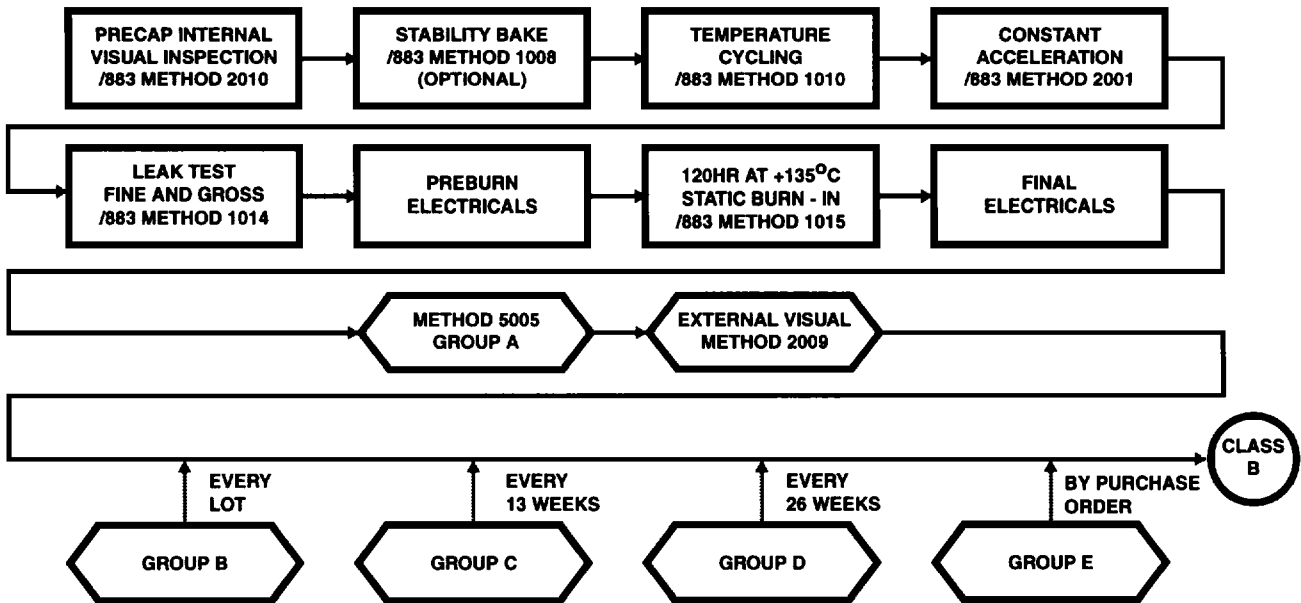 PRECAP INTERNAL
VISUAL INSPECTION
/883 METHOD 2010
STABILITY BAKE
/883 METHOD 1008
(OPTIONAL)
TEMPERATURE
CYCLING
/883 METHOD 1010
CONSTANT
ACCELERATION
/883 METHOD 2001
LEAK TEST
FINE AND GROSS
/883 METHOD 1014
PREBURN
ELECTRICALS
120HR AT +135°C
STATIC BURN - IN
/883 METHOD 1015
FINAL
ELECTRICALS
METHOD 5005
GROUP A
EXTERNAL VISUAL
METHOD 2009
CLASS
B
EVERY
LOT
EVERY
13 WEEKS
EVERY
26 WEEKS
BY PURCHASE
ORDER
GROUP B
GROUP C
GROUP D
GROUP E